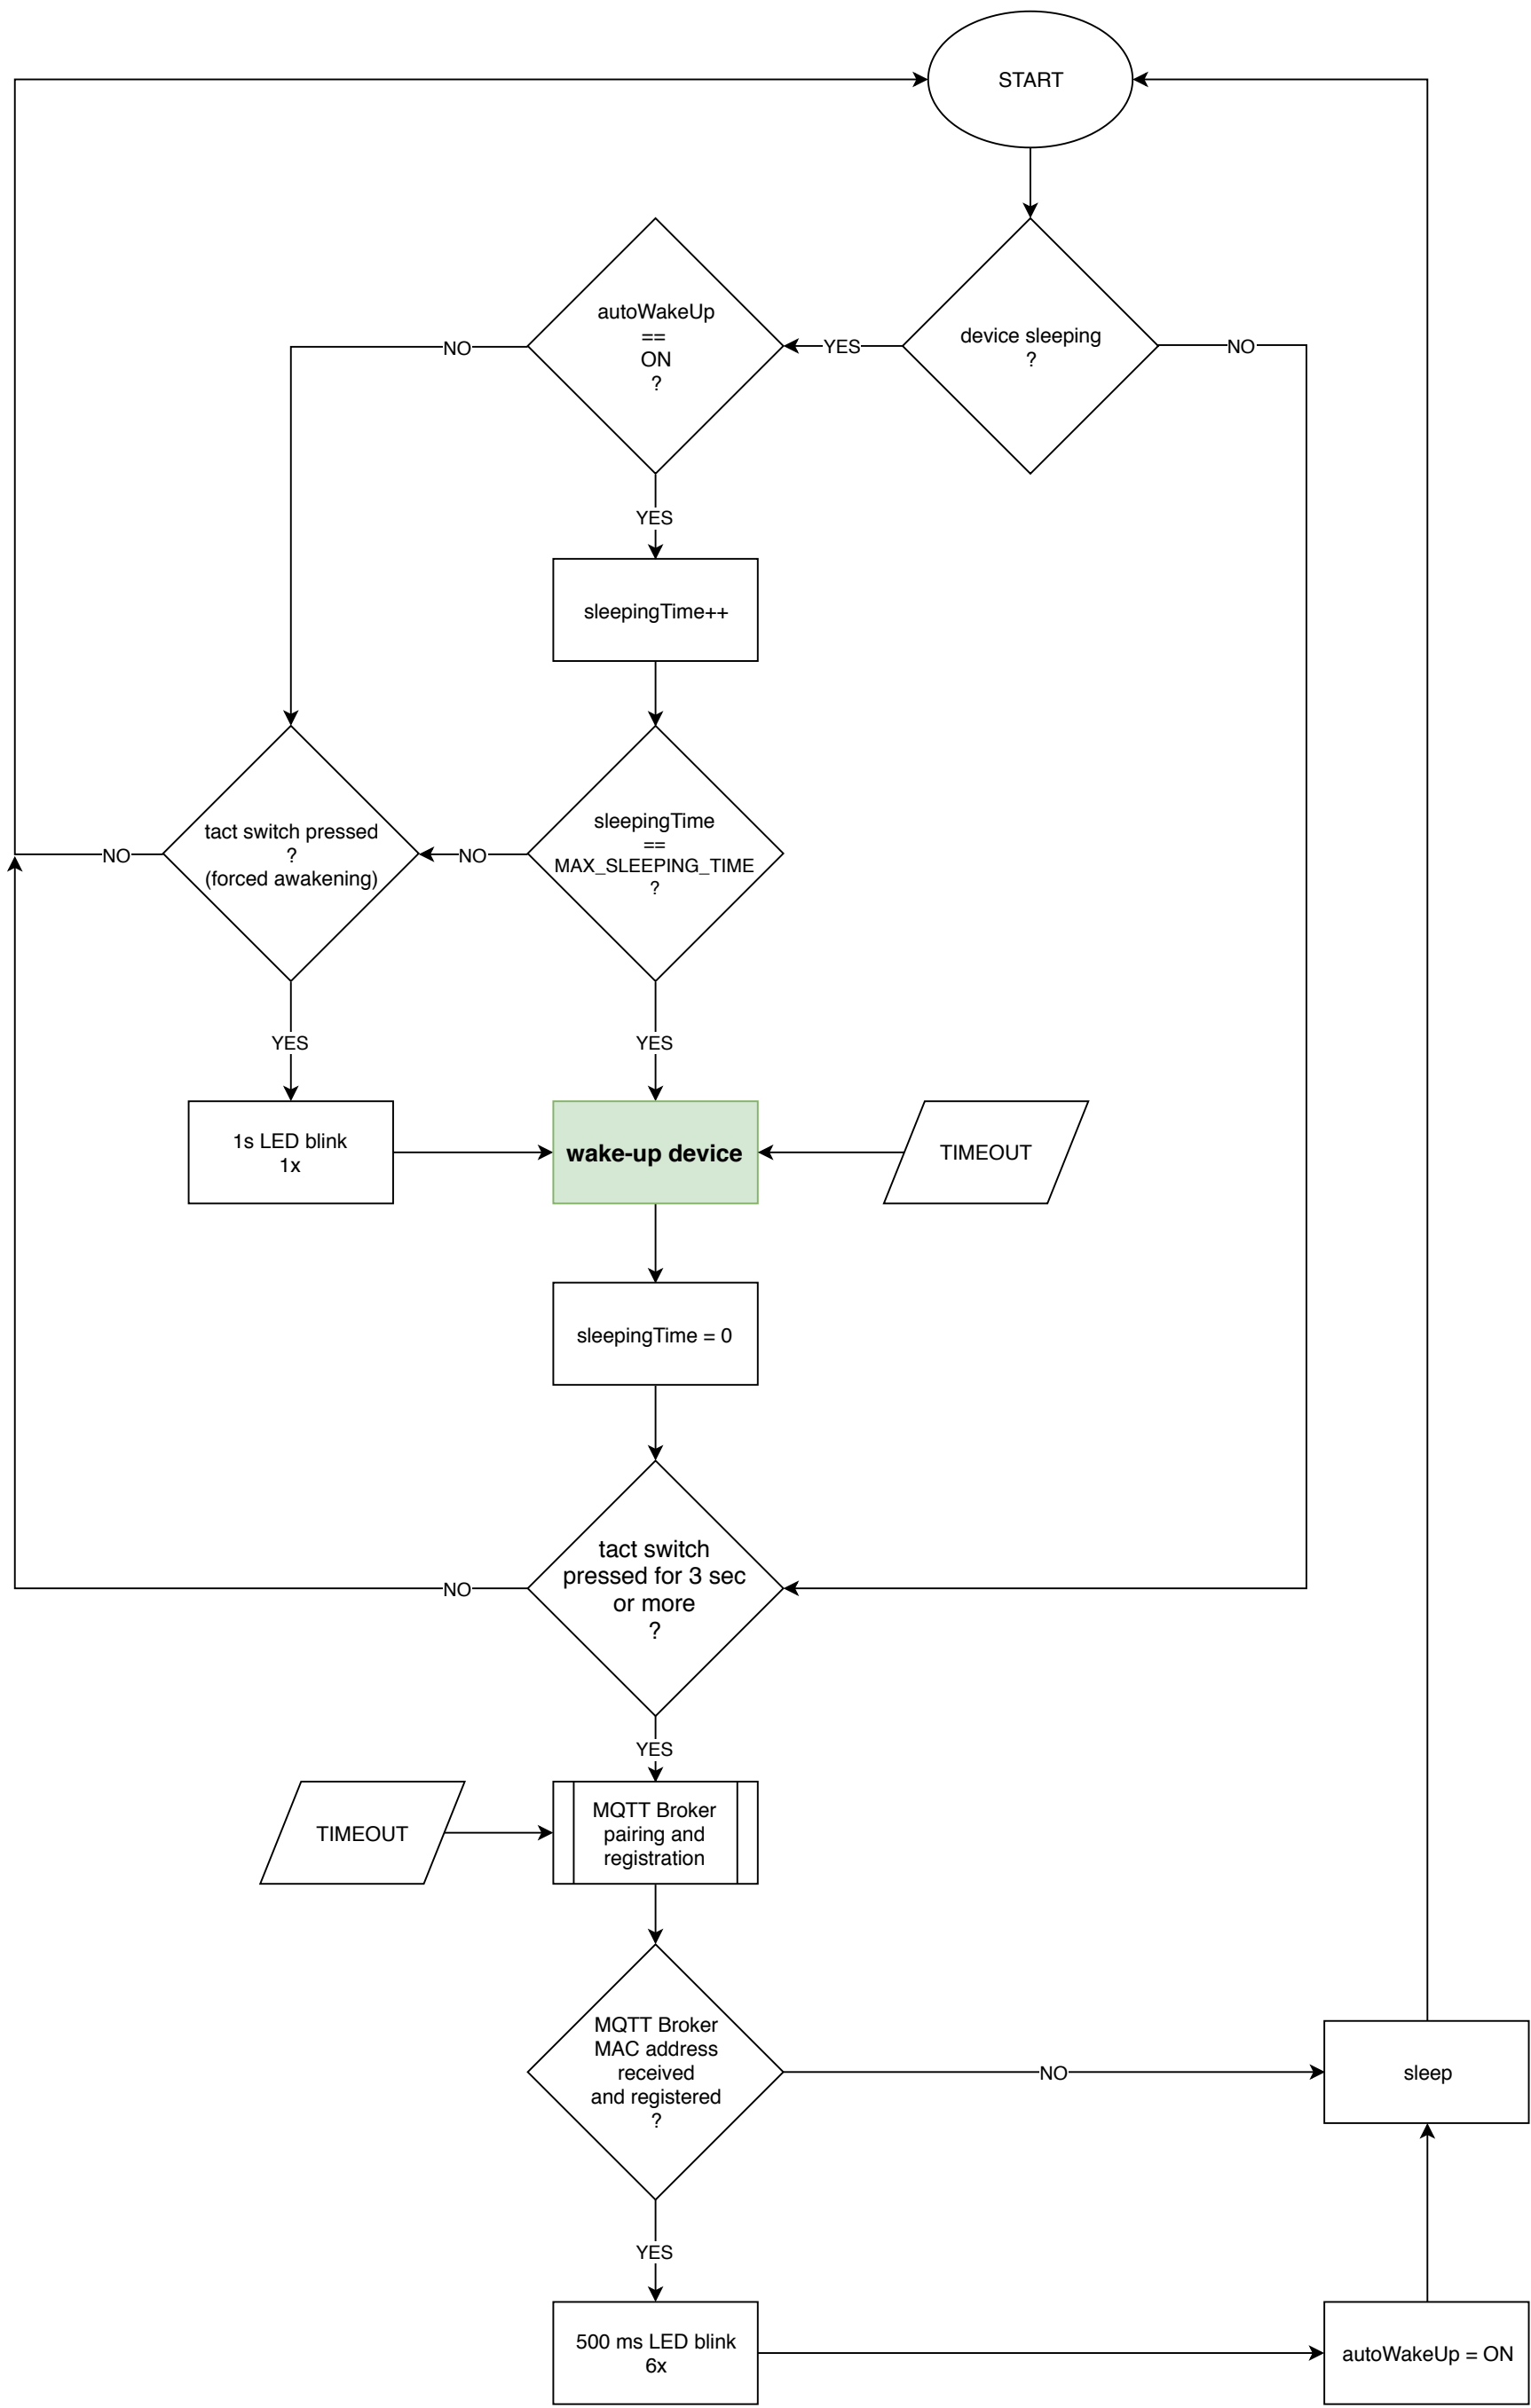 START
autoWakeUp
==
ON
?
YES
device sleeping
?
NO
NO
YES
sleepingTime++
tact switch pressed
?
(forced awakening)
NO
NO
sleepingTime
==
MAX_SLEEPING_TIME
?
YES
YES
1s LED blink
1x
wake-up device
TIMEOUT
sleepingTime = 0
tact switch
pressed for 3 sec
or more
?
NO
YES
TIMEOUT
MQTT Broker
pairing and
registration
MQTT Broker
MAC address
received
and registered
?
NO
sleep
YES
500 ms LED blink
6x
autoWakeUp = ON